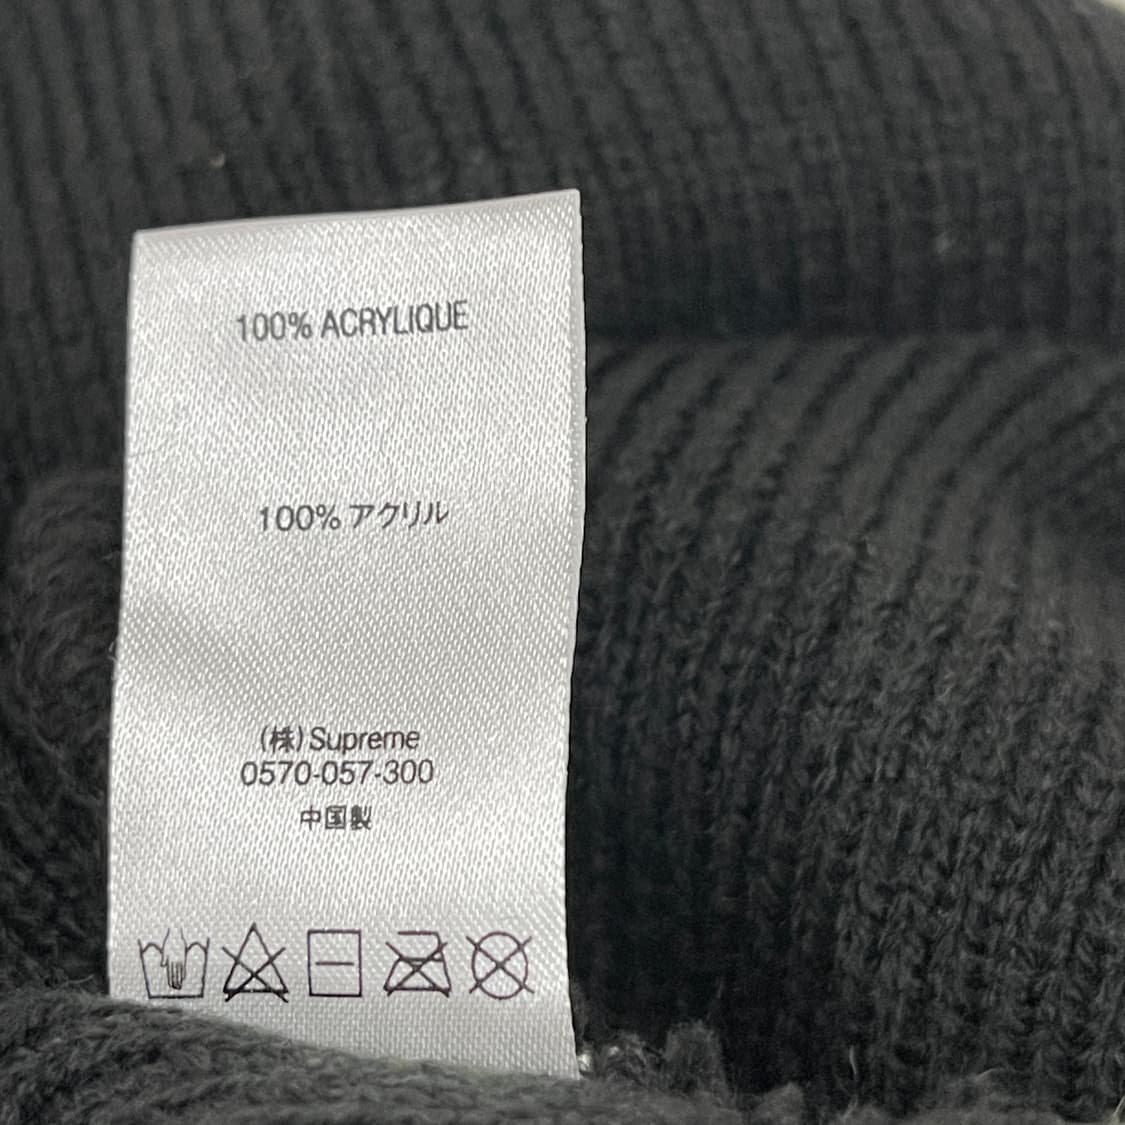 100% ACRYLIQUE
100% アクリル
(株) Supreme
0570-057-300
中国製